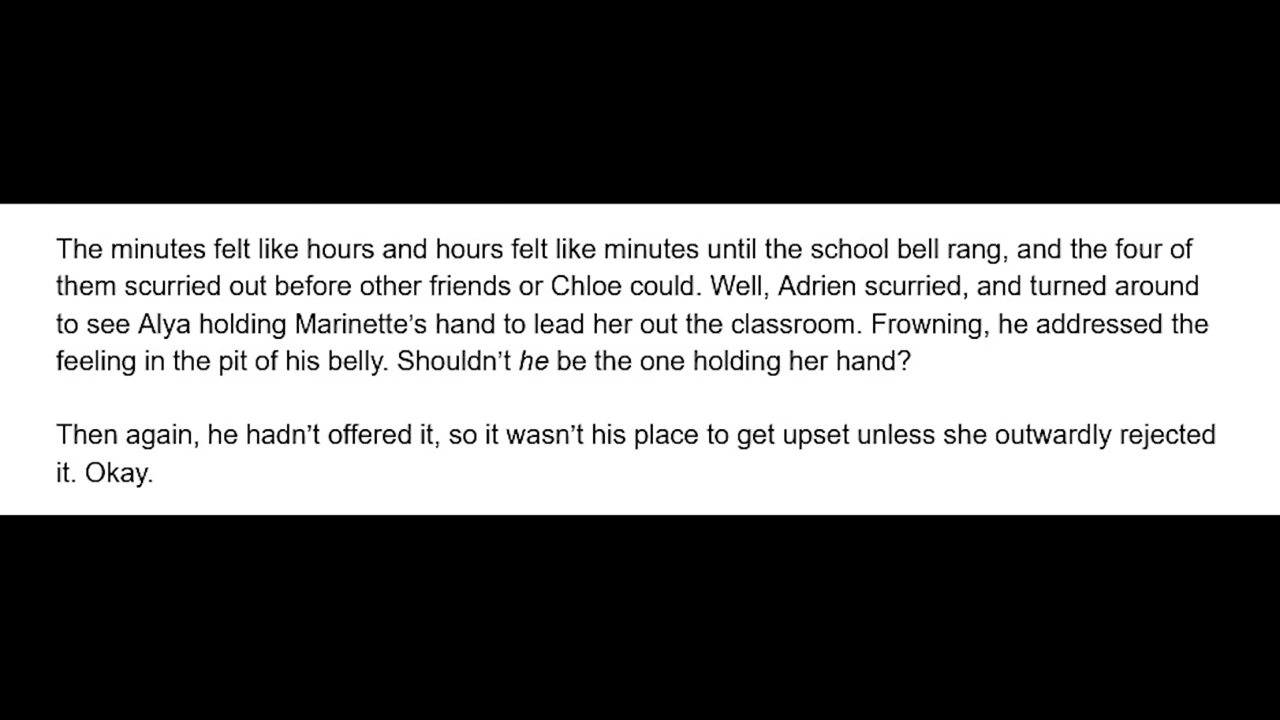 The minutes felt like hours and hours felt like minutes until the school bell rang, and the four of
them scurried out before other friends or Chloe could. Well, Adrien scurried, and turned around
to see Alya holding Marinette’s hand to lead her out the classroom. Frowning, he addressed the
feeling in the pit of his belly. Shouldn’t he be the one holding her hand?
Then again, he hadn’t offered it, so it wasn’t his place to get upset unless she outwardly rejected
it. Okay.